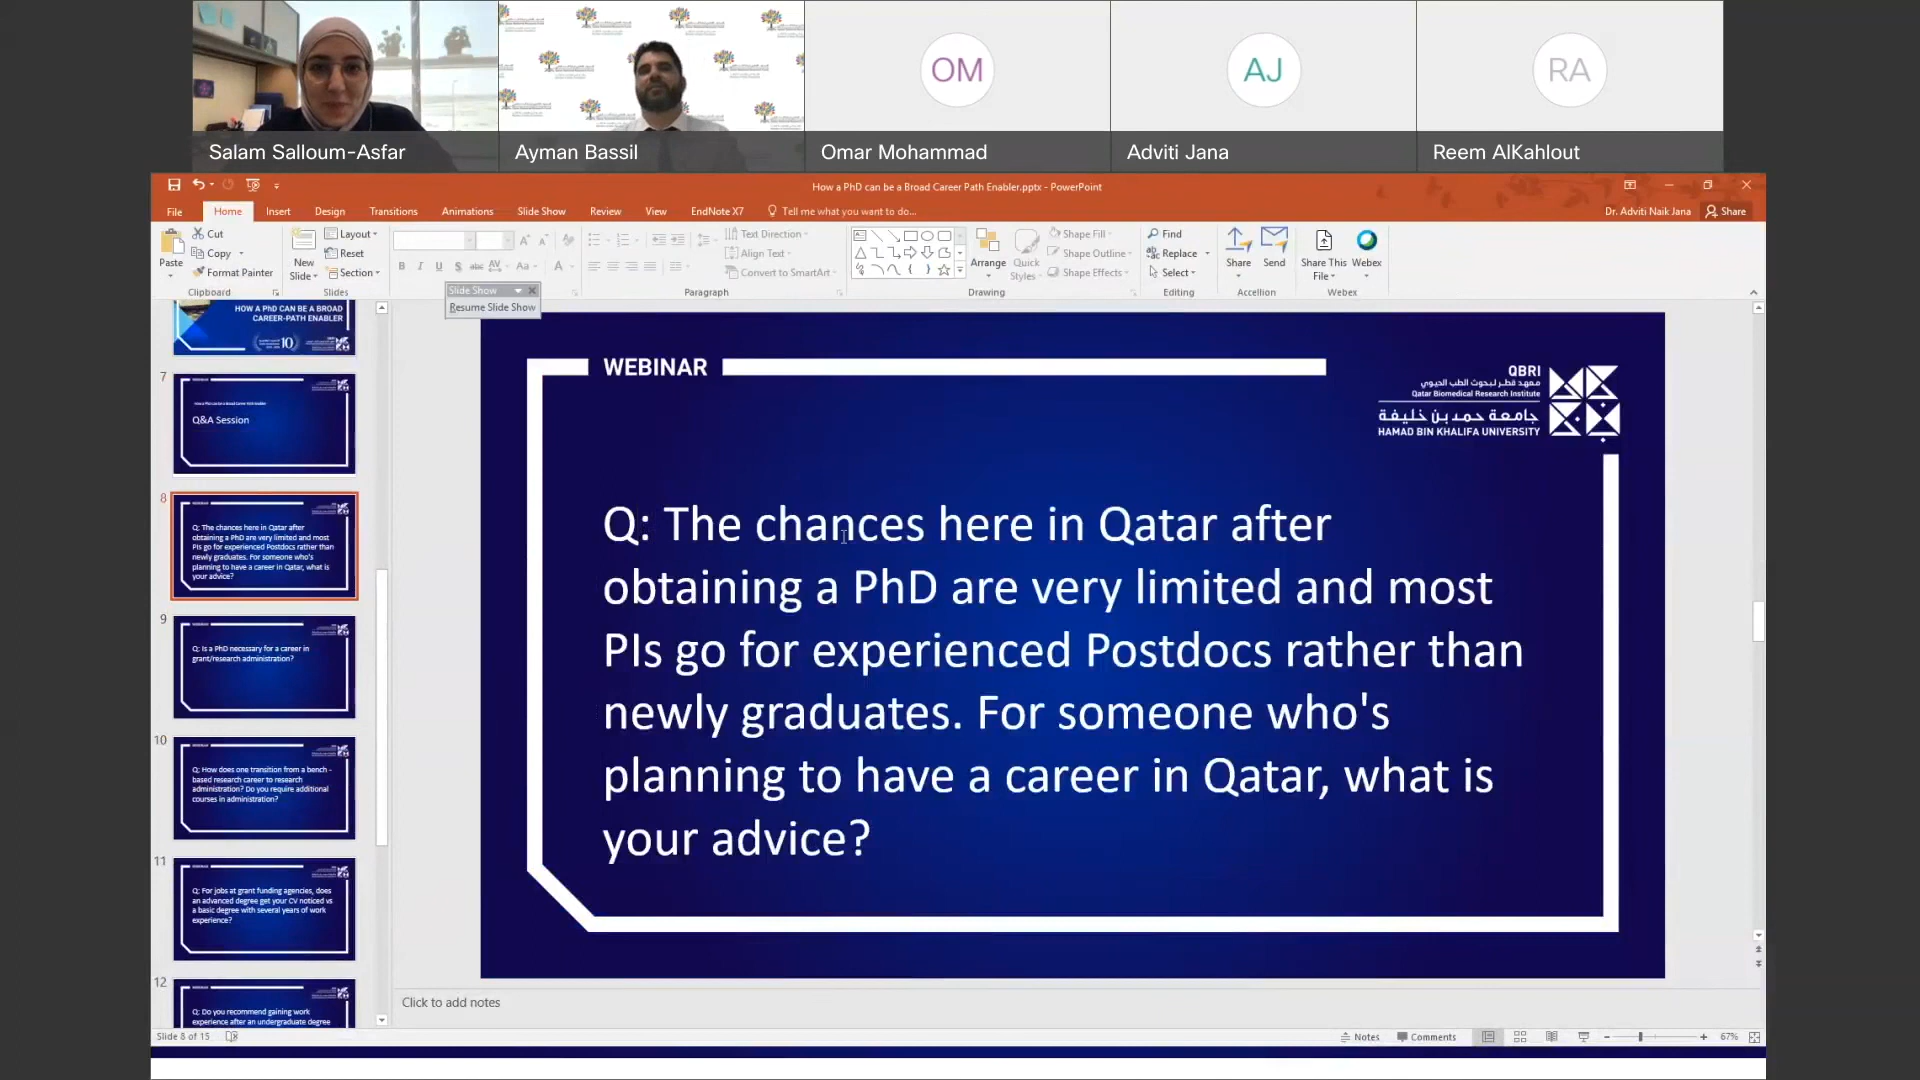 OM
AJ
RA
Salam Salloum-Asfar
Ayman Bassil
Omar Mohammad
Adviti Jana
Reem AlKahlout
How a PhD can be a Broad Career Path Enabler.pptx - PowerPoint
File
Home
Insert
Design
Transitions
Animations
Slide Show
Review
View
EndNote X7
Tell me what you want to do...
Dr. Adviti Naik Jana
Share
Paste
Cut
Copy
Format Painter
Clipboard
New
Slide
Layout
Reset
Section
Slides
Slide Show
Resume Slide Show
B I U S abc AV Aa A
Text Direction
Align Text
Convert to SmartArt
Paragraph
Arrange
Quick
Styles
Shape Fill
Shape Outline
Shape Effects
Drawing
Find
Replace
Select
Editing
Share
Send
Accellion
Share This
File
Webex
Webex
HOW A PhD CAN BE A BROAD
CAREER-PATH ENABLER
10
7
Q&A Session
8
Q: The chances here in Qatar after
obtaining a PhD are very limited and most
PIs go for experienced Postdocs rather than
newly graduates. For someone who's
planning to have a career in Qatar, what is
your advice?
9
Q: Is a PhD necessary for a career in
grant/research administration?
10
Q: How does one transition from a bench -
based research career to research
administration? Do you require additional
courses in administration?
11
Q: For jobs at grant funding agencies, does
an advanced degree get your CV noticed vs
a basic degree with several years of work
experience?
12
Q: Do you recommend gaining work
experience after an undergraduate degree
WEBINAR
QBRI
معهد قطر لبحوث الطب الحيوي
Qatar Biomedical Research Institute
جامعة حمد بن خليفة
HAMAD BIN KHALIFA UNIVERSITY
Q: The chances here in Qatar after
obtaining a PhD are very limited and most
PIs go for experienced Postdocs rather than
newly graduates. For someone who's
planning to have a career in Qatar, what is
your advice?
Click to add notes
Slide 8 of 15
Notes
Comments
67%